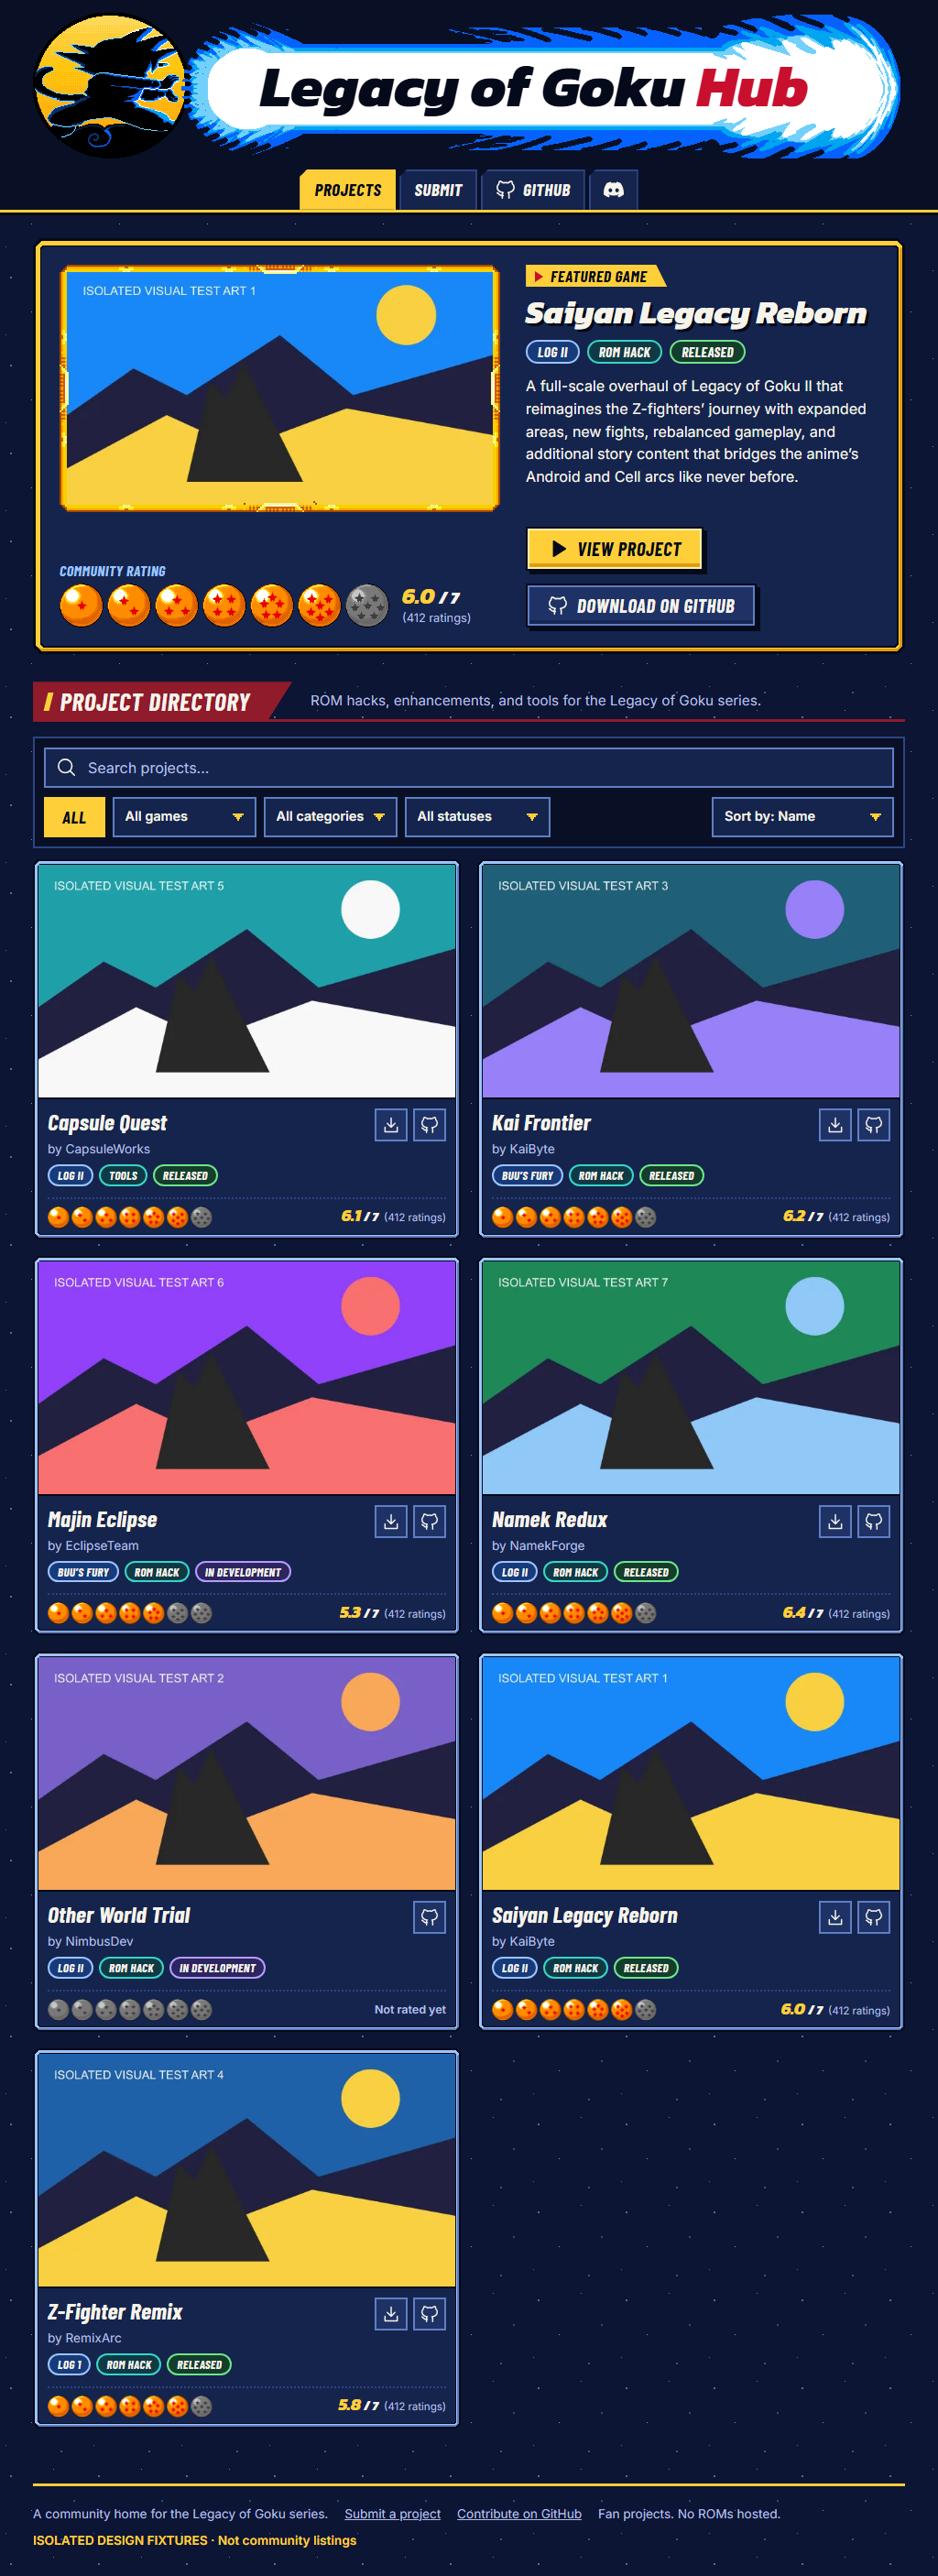 Legacy of Goku Hub
PROJECTS
SUBMIT
GITHUB
ISOLATED VISUAL TEST ART 1
FEATURED GAME
Saiyan Legacy Reborn
LOG II
ROM HACK
RELEASED
A full-scale overhaul of Legacy of Goku II that
reimagines the Z-fighters’ journey with expanded
areas, new fights, rebalanced gameplay, and
additional story content that bridges the anime’s
Android and Cell arcs like never before.
VIEW PROJECT
DOWNLOAD ON GITHUB
COMMUNITY RATING
6.0 / 7
(412 ratings)
PROJECT DIRECTORY
ROM hacks, enhancements, and tools for the Legacy of Goku series.
Search projects...
ALL
All games
All categories
All statuses
Sort by: Name
ISOLATED VISUAL TEST ART 5
Capsule Quest
by CapsuleWorks
LOG II
TOOLS
RELEASED
6.1 / 7 (412 ratings)
ISOLATED VISUAL TEST ART 3
Kai Frontier
by KaiByte
BUU'S FURY
ROM HACK
RELEASED
6.2 / 7 (412 ratings)
ISOLATED VISUAL TEST ART 6
Majin Eclipse
by EclipseTeam
BUU'S FURY
ROM HACK
IN DEVELOPMENT
5.3 / 7 (412 ratings)
ISOLATED VISUAL TEST ART 7
Namek Redux
by NamekForge
LOG II
ROM HACK
RELEASED
6.4 / 7 (412 ratings)
ISOLATED VISUAL TEST ART 2
Other World Trial
by NimbusDev
LOG II
ROM HACK
IN DEVELOPMENT
Not rated yet
ISOLATED VISUAL TEST ART 1
Saiyan Legacy Reborn
by KaiByte
LOG II
ROM HACK
RELEASED
6.0 / 7 (412 ratings)
ISOLATED VISUAL TEST ART 4
Z-Fighter Remix
by RemixArc
LOG 1
ROM HACK
RELEASED
5.8 / 7 (412 ratings)
A community home for the Legacy of Goku series. Submit a project Contribute on GitHub Fan projects. No ROMs hosted.
ISOLATED DESIGN FIXTURES · Not community listings